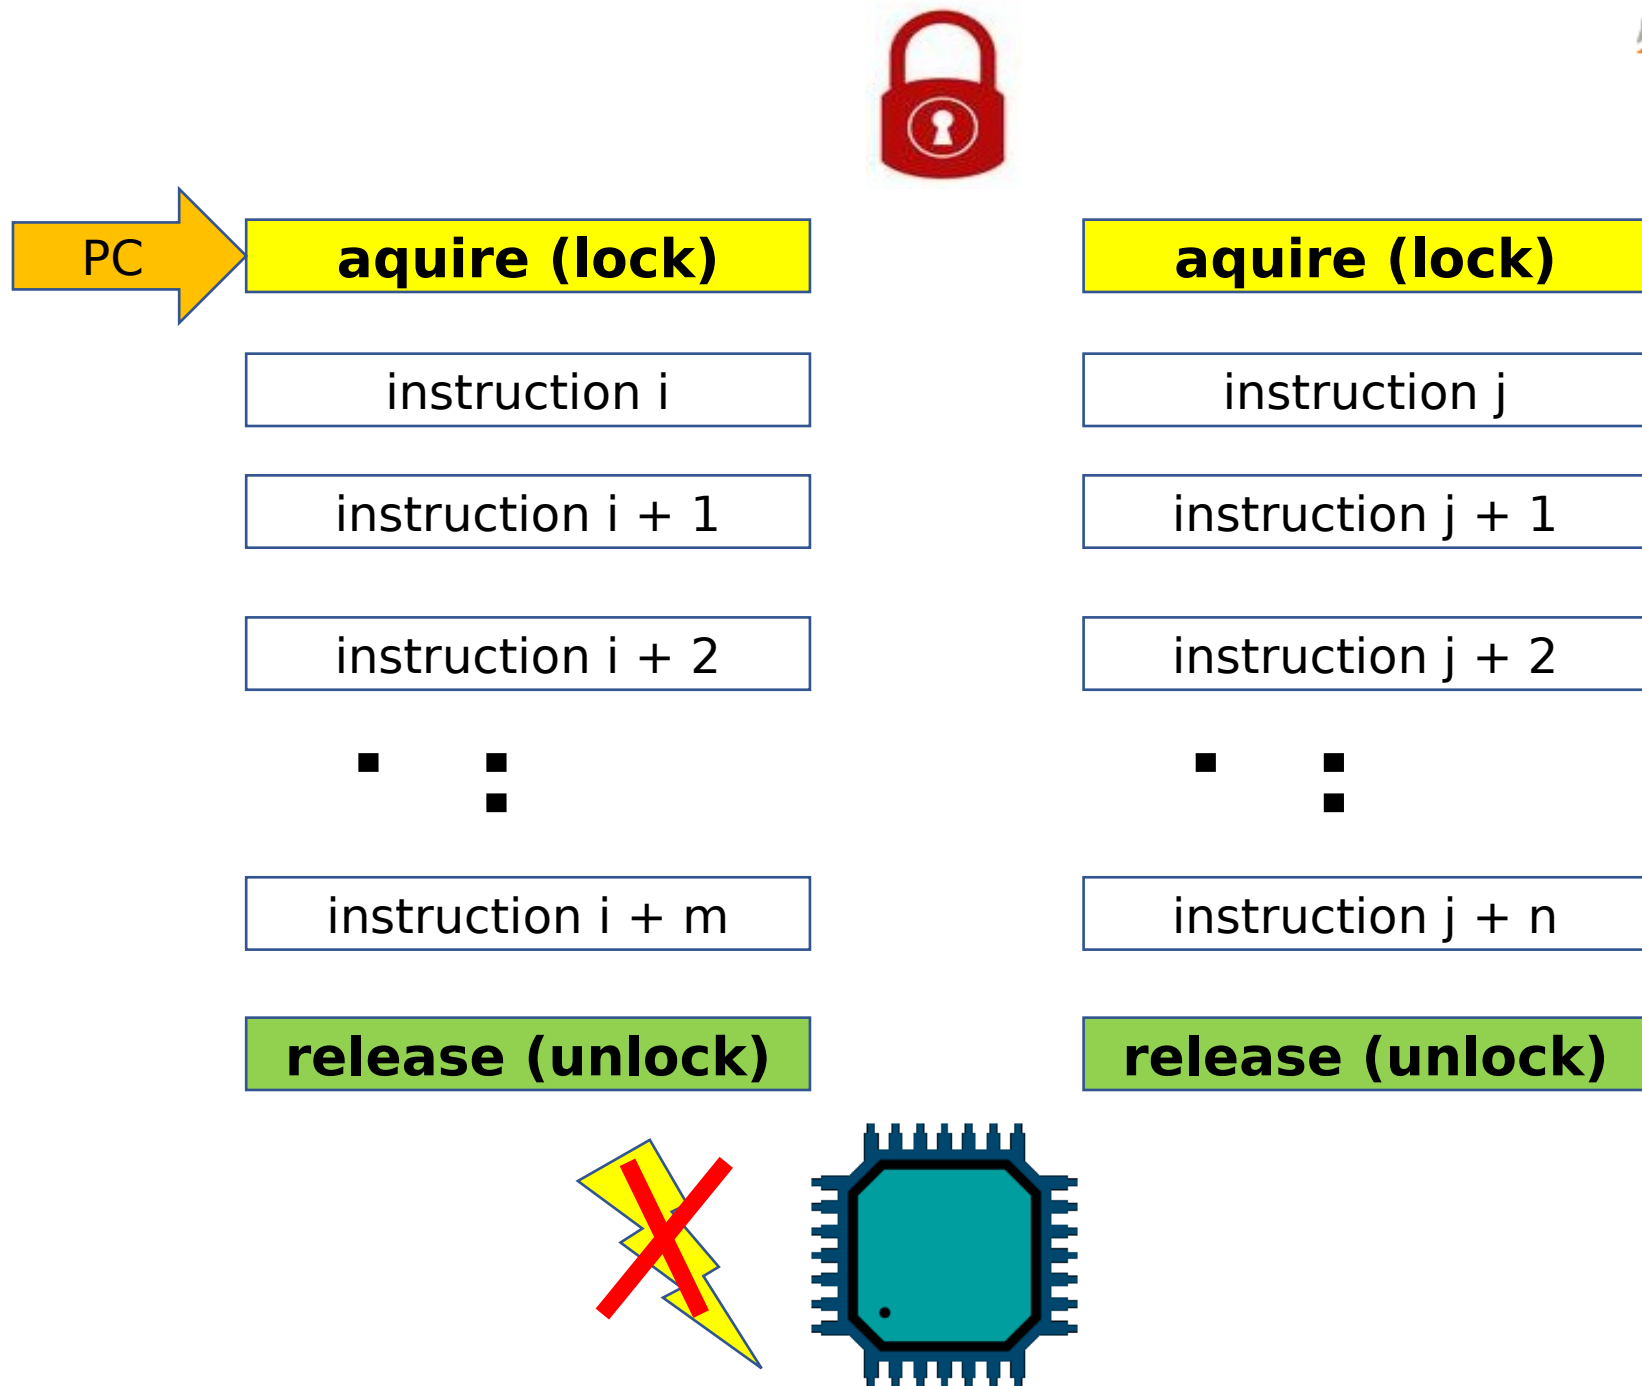 PC
aquire (lock)
aquire (lock)
instruction i
instruction j
instruction i + 1
instruction j + 1
instruction i + 2
instruction j + 2
. :
. :
instruction i + m
instruction j + n
release (unlock)
release (unlock)